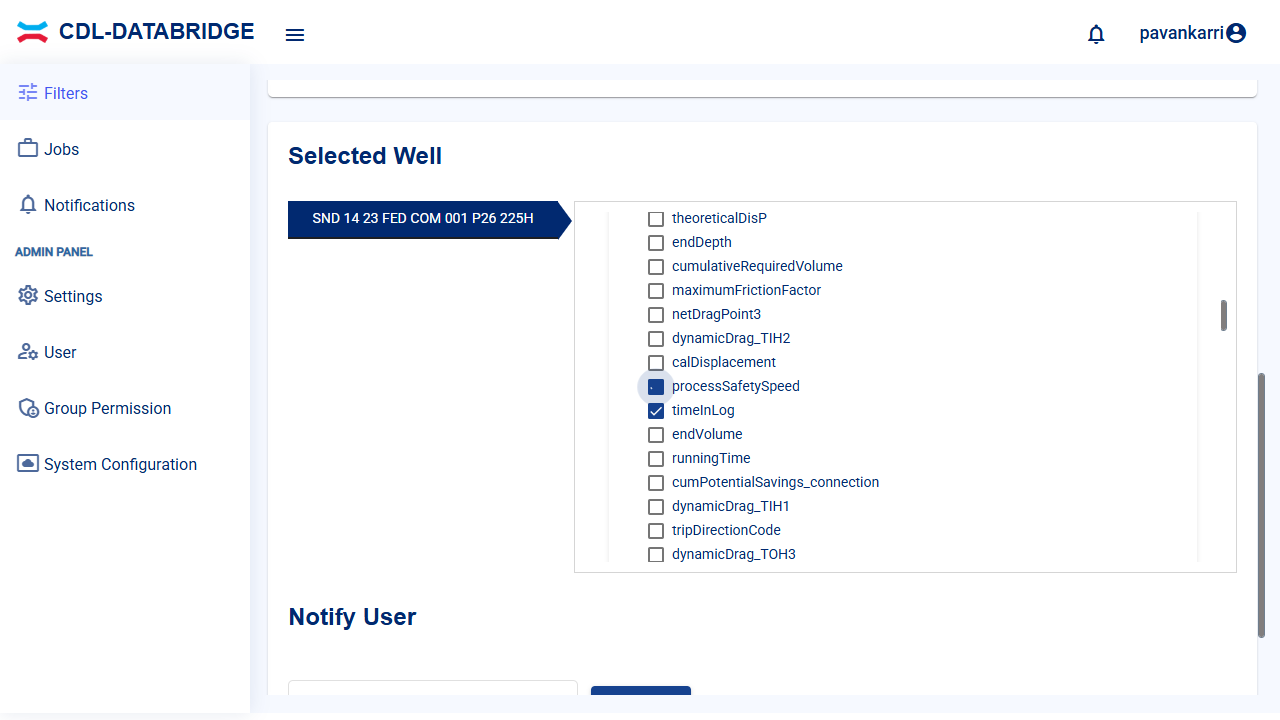 CDL-DATABRIDGE
pavankarri
Filters
Jobs
Notifications
ADMIN PANEL
Settings
User
Group Permission
System Configuration
Selected Well
SND 14 23 FED COM 001 P26 225H
theoreticalDisP
endDepth
cumulativeRequiredVolume
maximumFrictionFactor
netDragPoint3
dynamicDrag_TIH2
calDisplacement
processSafetySpeed
timeInLog
endVolume
runningTime
cumPotentialSavings_connection
dynamicDrag_TIH1
tripDirectionCode
dynamicDrag_TOH3
Notify User